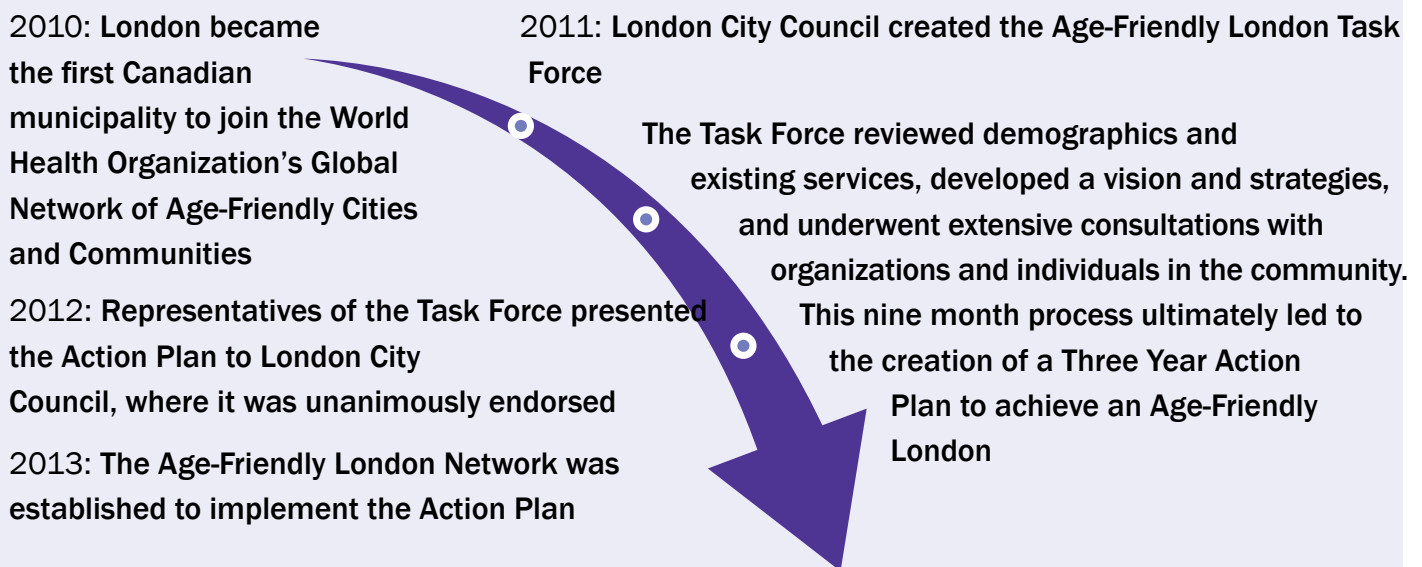 2010: London became
the first Canadian
municipality to join the World
Health Organization’s Global
Network of Age-Friendly Cities
and Communities
2011: London City Council created the Age-Friendly London Task
Force
The Task Force reviewed demographics and
existing services, developed a vision and strategies,
and underwent extensive consultations with
organizations and individuals in the community.
This nine month process ultimately led to
the creation of a Three Year Action
Plan to achieve an Age-Friendly
London
2012: Representatives of the Task Force presented
the Action Plan to London City
Council, where it was unanimously endorsed
2013: The Age-Friendly London Network was
established to implement the Action Plan